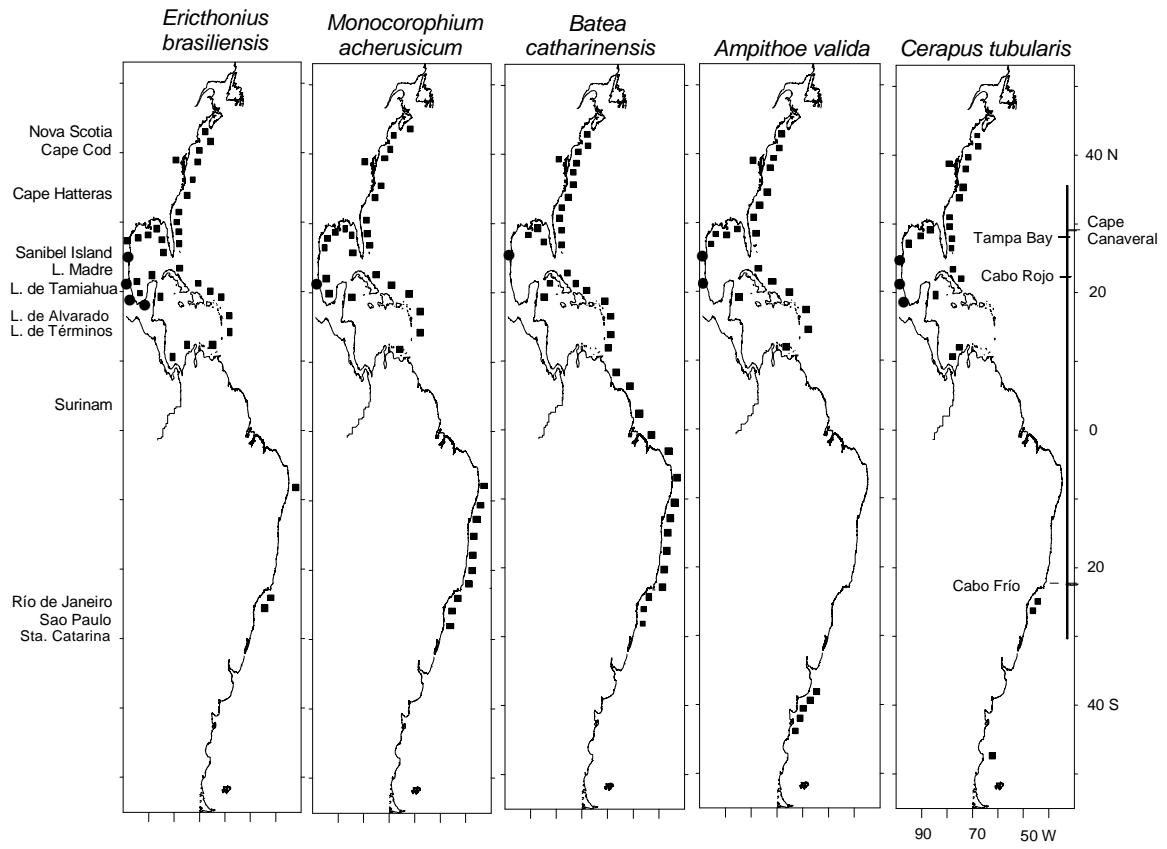 Ericthonius
brasiliensis
Monocorophium
acherusicum
Batea
catharinensis
Ampithoe valida
Cerapus tubularis
Nova Scotia
Cape Cod
Cape Hatteras
Sanibel Island
L. Madre
L. de Tamiahua
L. de Alvarado
L. de Términos
Surinam
Río de Janeiro
Sao Paulo
Sta. Catarina
40 N
Cape
Canaveral
Tampa Bay
Cabo Rojo
20
0
20
Cabo Frío
40 S
90 70 50 W